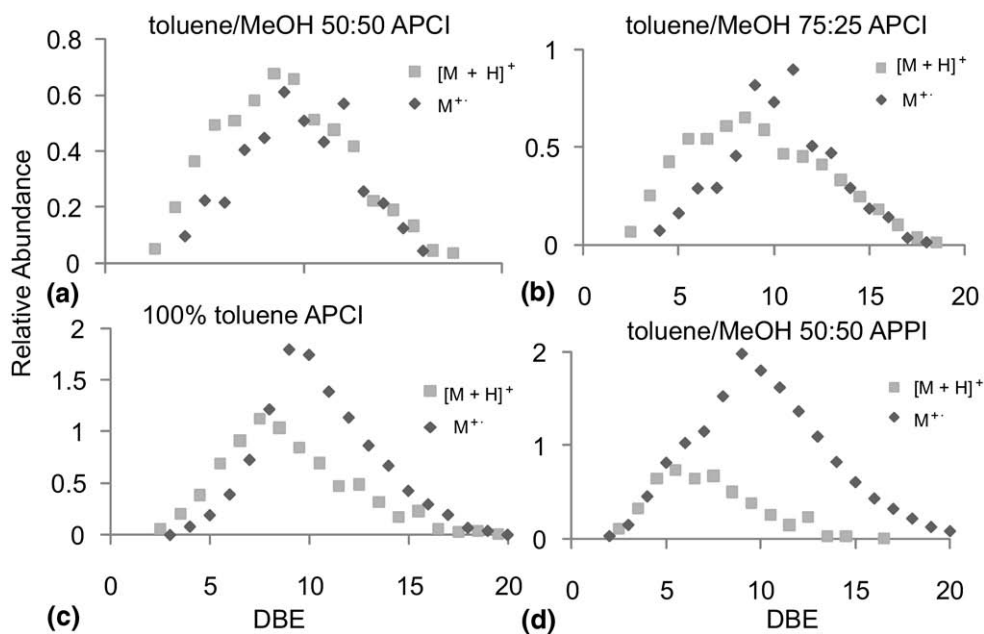 (a)
toluene/MeOH 50:50 APCI
0.8
0.6
0.4
0.2
0
[M + H]+
M+·
(b)
toluene/MeOH 75:25 APCI
1
0.5
0
[M + H]+
M+·
0 5 10 15 20
Relative Abundance
(c)
100% toluene APCI
2
1.5
1
0.5
0
[M + H]+
M+·
0 5 10 15 20
DBE
(d)
toluene/MeOH 50:50 APPI
2
1
0
[M + H]+
M+·
0 5 10 15 20
DBE